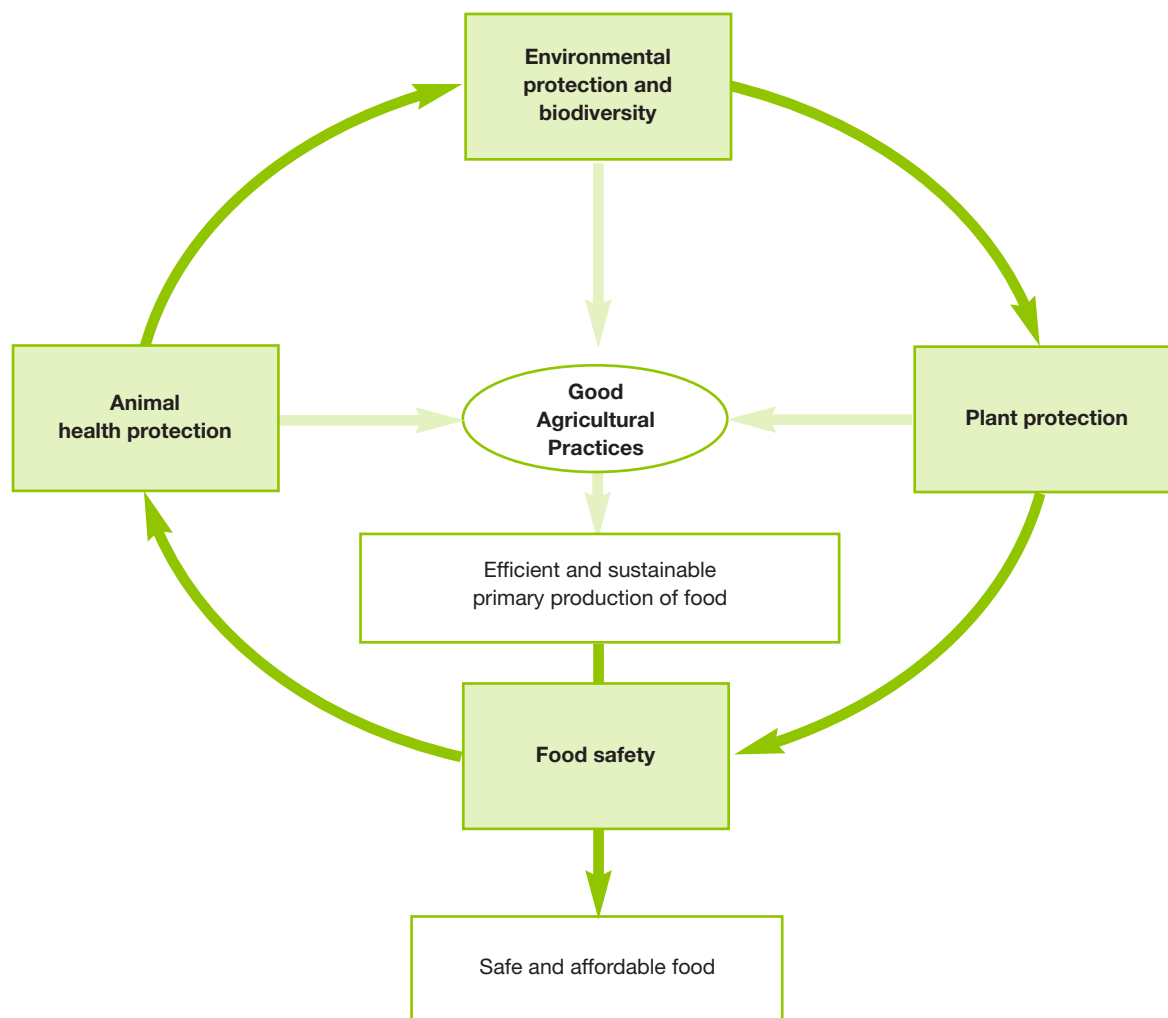 Environmental
protection and
biodiversity
Animal
health protection
Good
Agricultural
Practices
Plant protection
Efficient and sustainable
primary production of food
Food safety
Safe and affordable food